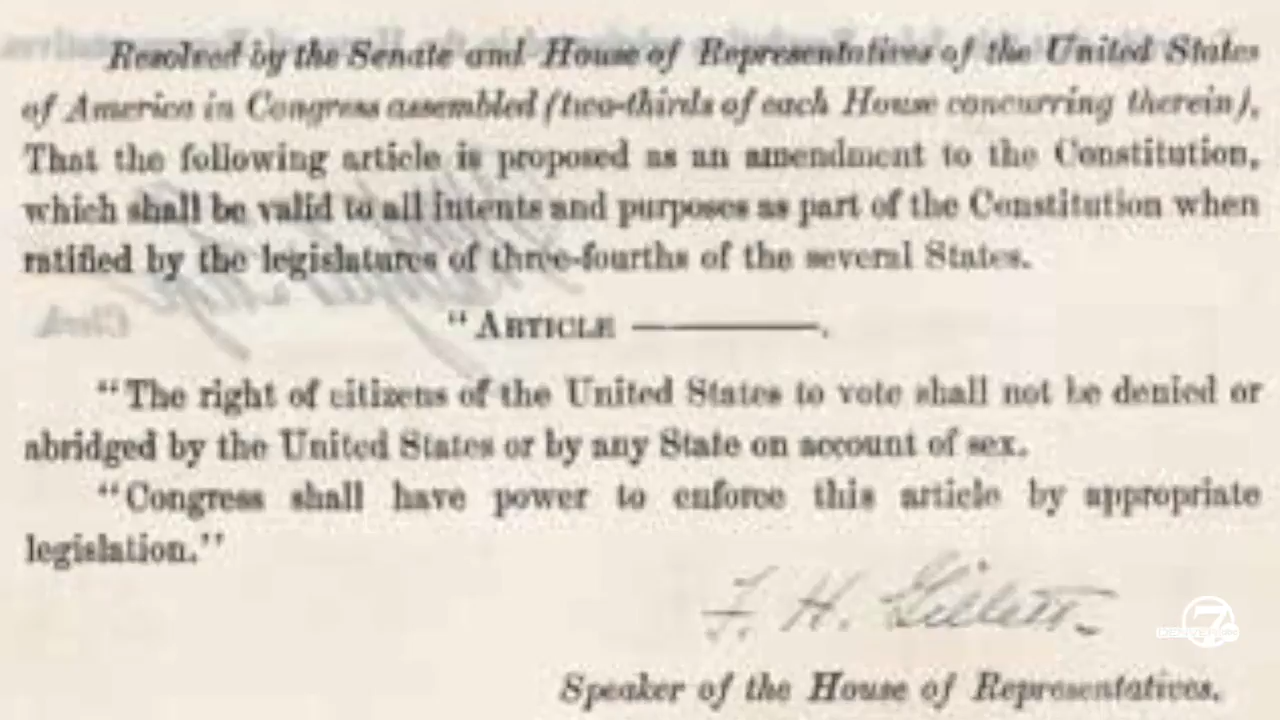 Resolved by the Senate and House of Representatives of the United States
of America in Congress assembled (two-thirds of each House concurring therein),
That the following article is proposed as an amendment to the Constitution,
which shall be valid to all intents and purposes as part of the Constitution when
ratified by the legislatures of three-fourths of the several States.
"ARTICLE ———.
"The right of citizens of the United States to vote shall not be denied or
abridged by the United States or by any State on account of sex.
"Congress shall have power to enforce this article by appropriate
legislation."
F. H. Gillett
Speaker of the House of Representatives.
DENVER 7